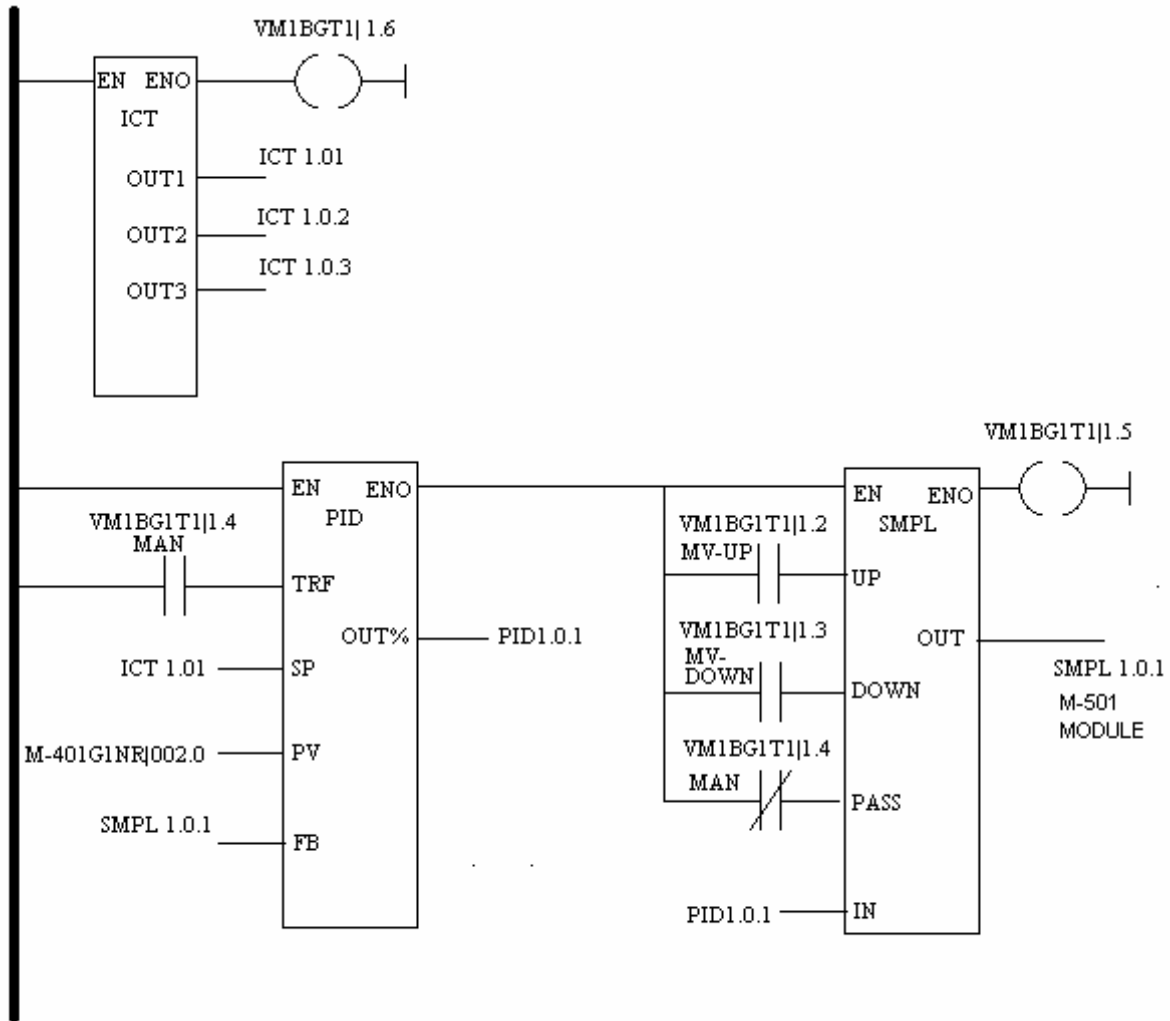 VM1BGT1| 1.6
EN ENO
ICT
ICT 1.01
OUT1
ICT 1.0.2
OUT2
ICT 1.0.3
OUT3
VM1BG1T1|1.5
EN ENO
PID
VM1BG1T1|1.4
MAN
TRF
OUT%
PID1.0.1
ICT 1.01
SP
M-401G1NR|002.0
PV
SMPL 1.0.1
FB
EN ENO
SMPL
VM1BG1T1|1.2
MV-UP
UP
VM1BG1T1|1.3
MV-
DOWN
DOWN
OUT
SMPL 1.0.1
M-501
MODULE
VM1BG1T1|1.4
MAN
PASS
PID1.0.1
IN